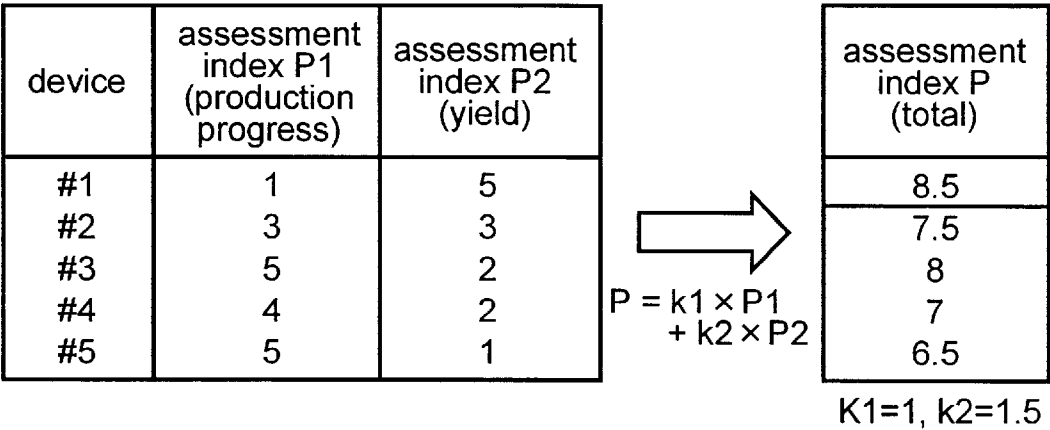 device
assessment
index P1
(production
progress)
assessment
index P2
(yield)
#1 1 5
#2 3 3
#3 5 2
#4 4 2
#5 5 1
P = k1 × P1
+ k2 × P2
assessment
index P
(total)
8.5
7.5
8
7
6.5
K1=1, k2=1.5